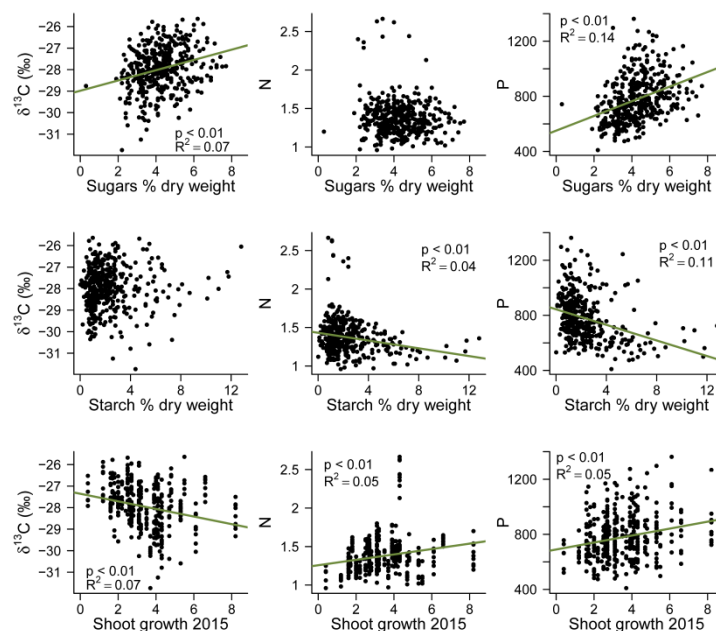 −26
−27
−28
−29
−30
−31
δ¹³C (‰)
p < 0.01
R² = 0.07
0 2 4 6 8
Sugars % dry weight
2.5
2
1.5
1
N
0 2 4 6 8
Sugars % dry weight
1200
800
400
P
p < 0.01
R² = 0.14
0 2 4 6 8
Sugars % dry weight
−26
−27
−28
−29
−30
−31
δ¹³C (‰)
0 4 8 12
Starch % dry weight
2.5
2
1.5
1
N
p < 0.01
R² = 0.04
0 4 8 12
Starch % dry weight
1200
800
400
P
p < 0.01
R² = 0.11
0 4 8 12
Starch % dry weight
−26
−27
−28
−29
−30
−31
δ¹³C (‰)
p < 0.01
R² = 0.07
0 2 4 6 8
Shoot growth 2015
2.5
2
1.5
1
N
p < 0.01
R² = 0.05
0 2 4 6 8
Shoot growth 2015
1200
800
400
P
p < 0.01
R² = 0.05
0 2 4 6 8
Shoot growth 2015